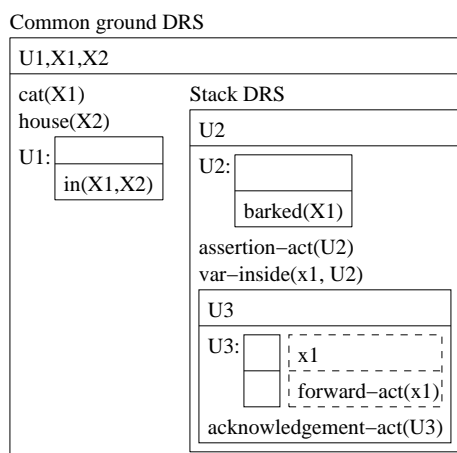 Common ground DRS
U1,X1,X2
cat(X1)
house(X2)
U1:
in(X1,X2)
Stack DRS
U2
U2:
barked(X1)
assertion−act(U2)
var−inside(x1, U2)
U3
U3:
x1
forward−act(x1)
acknowledgement−act(U3)